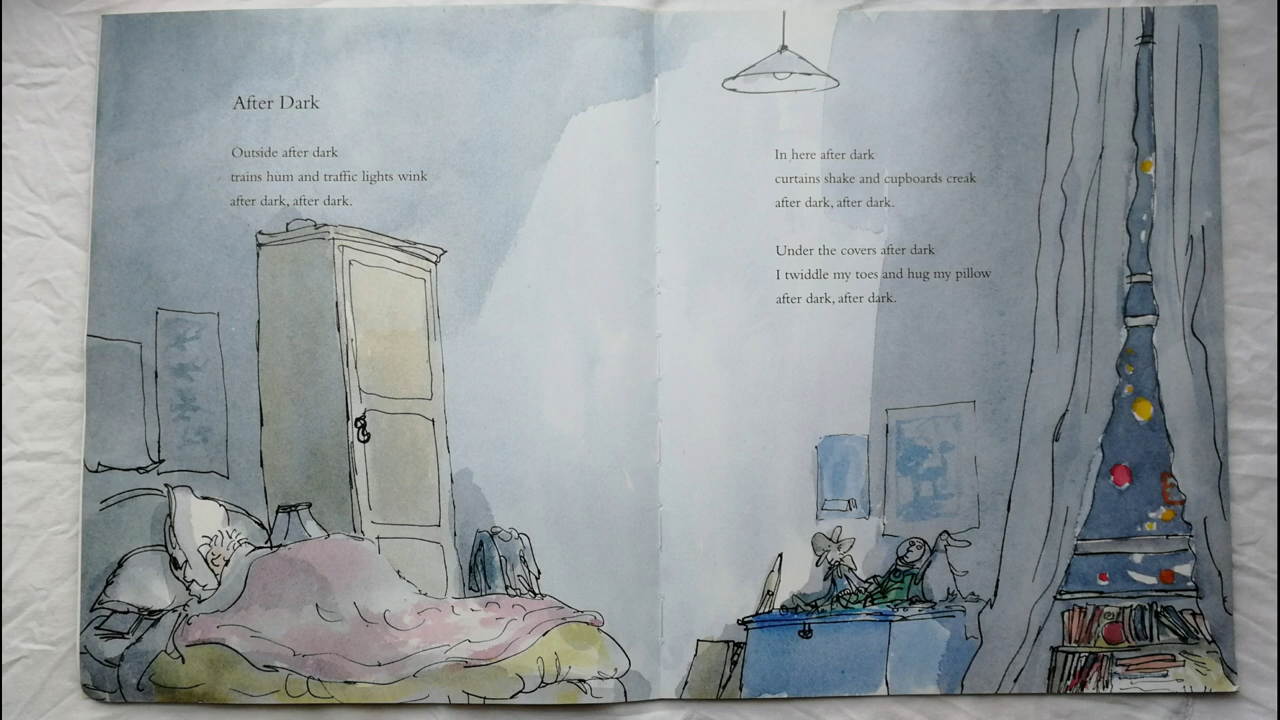 After Dark
Outside after dark
trains hum and traffic lights wink
after dark, after dark.
In here after dark
curtains shake and cupboards creak
after dark, after dark.
Under the covers after dark
I twiddle my toes and hug my pillow
after dark, after dark.